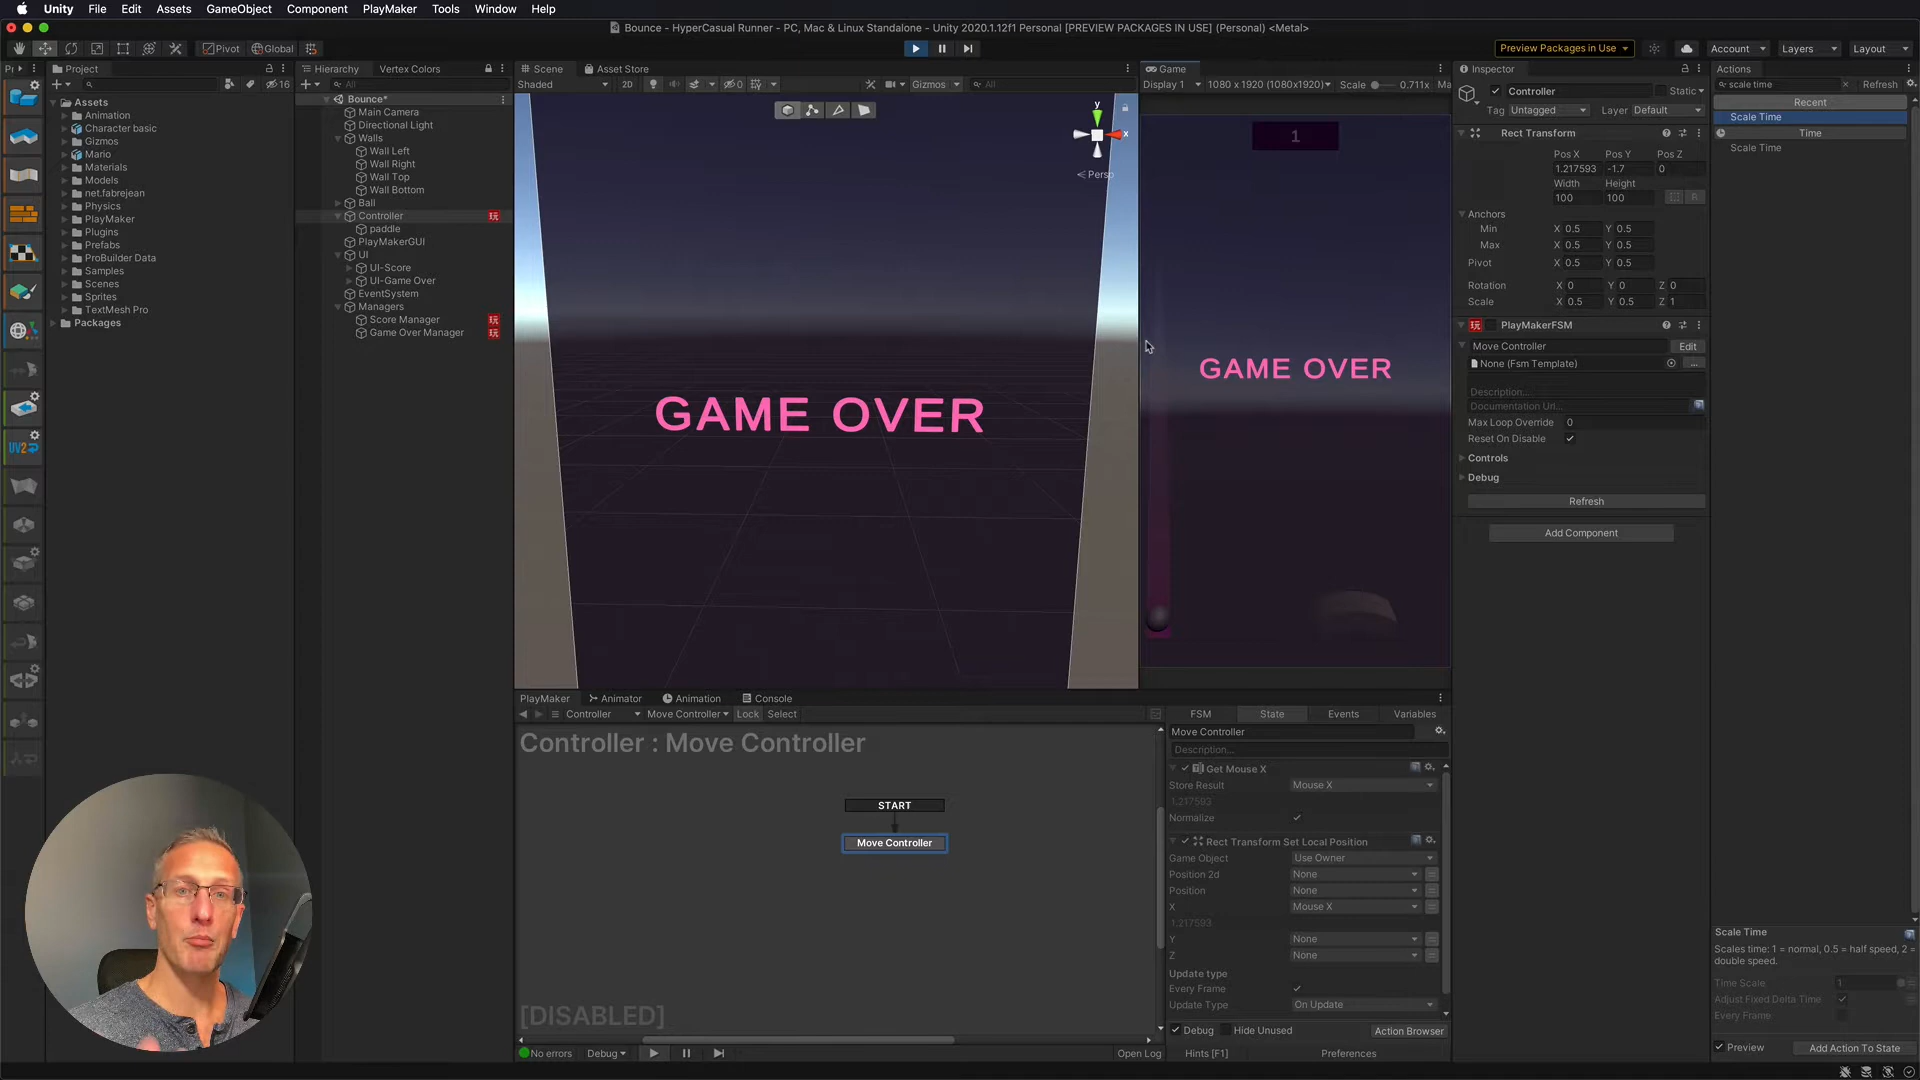 Unity File Edit Assets GameObject Component PlayMaker Tools Window Help
Bounce - HyperCasual Runner - PC, Mac & Linux Standalone - Unity 2020.1.12f1 Personal [PREVIEW PACKAGES IN USE] (Personal) <Metal>
Pivot Global Preview Packages in Use Account Layers Layout
Project
Assets
Animation
Character basic
Gizmos
Mario
Materials
Models
net.fabrejean
Physics
PlayMaker
Plugins
Prefabs
ProBuilder Data
Samples
Scenes
Sprites
TextMesh Pro
Packages
16
UV2
Hierarchy Vertex Colors
All
Bounce*
Main Camera
Directional Light
Walls
Wall Left
Wall Right
Wall Top
Wall Bottom
Ball
Controller
paddle
PlayMakerGUI
UI
UI-Score
UI-Game Over
EventSystem
Managers
Score Manager
Game Over Manager
Scene Asset Store
Shaded 2D 0 Gizmos All
y
x
Persp
GAME OVER
Game
Display 1 1080 x 1920 (1080x1920) Scale 0.711x Ma
1
GAME OVER
PlayMaker Animator Animation Console
Controller Move Controller Lock Select
Controller : Move Controller
START
Move Controller
[DISABLED]
No errors Debug Open Log
FSM State Events Variables
Move Controller
Description...
Get Mouse X
Store Result Mouse X
1.217593
Normalize
Rect Transform Set Local Position
Game Object Use Owner
Position 2d None
Position None
X Mouse X
1.217593
Y None
Z None
Update type
Every Frame
Update Type On Update
Debug Hide Unused Action Browser
Hints [F1] Preferences
Inspector
Controller Static
Tag Untagged Layer Default
Rect Transform
Pos X Pos Y Pos Z
1.217593 -1.7 0
Width Height
100 100
R
Anchors
Min X 0.5 Y 0.5
Max X 0.5 Y 0.5
Pivot X 0.5 Y 0.5
Rotation X 0 Y 0 Z 0
Scale X 0.5 Y 0.5 Z 1
PlayMakerFSM
Move Controller Edit
None (Fsm Template) ...
Description...
Documentation Url...
Max Loop Override 0
Reset On Disable
Controls
Debug
Refresh
Add Component
Actions
scale time Refresh
Recent
Scale Time
Time
Scale Time
Scale Time
Scales time: 1 = normal, 0.5 = half speed, 2 =
double speed.
Time Scale 1
Adjust Fixed Delta Time
Every Frame
Preview Add Action To State